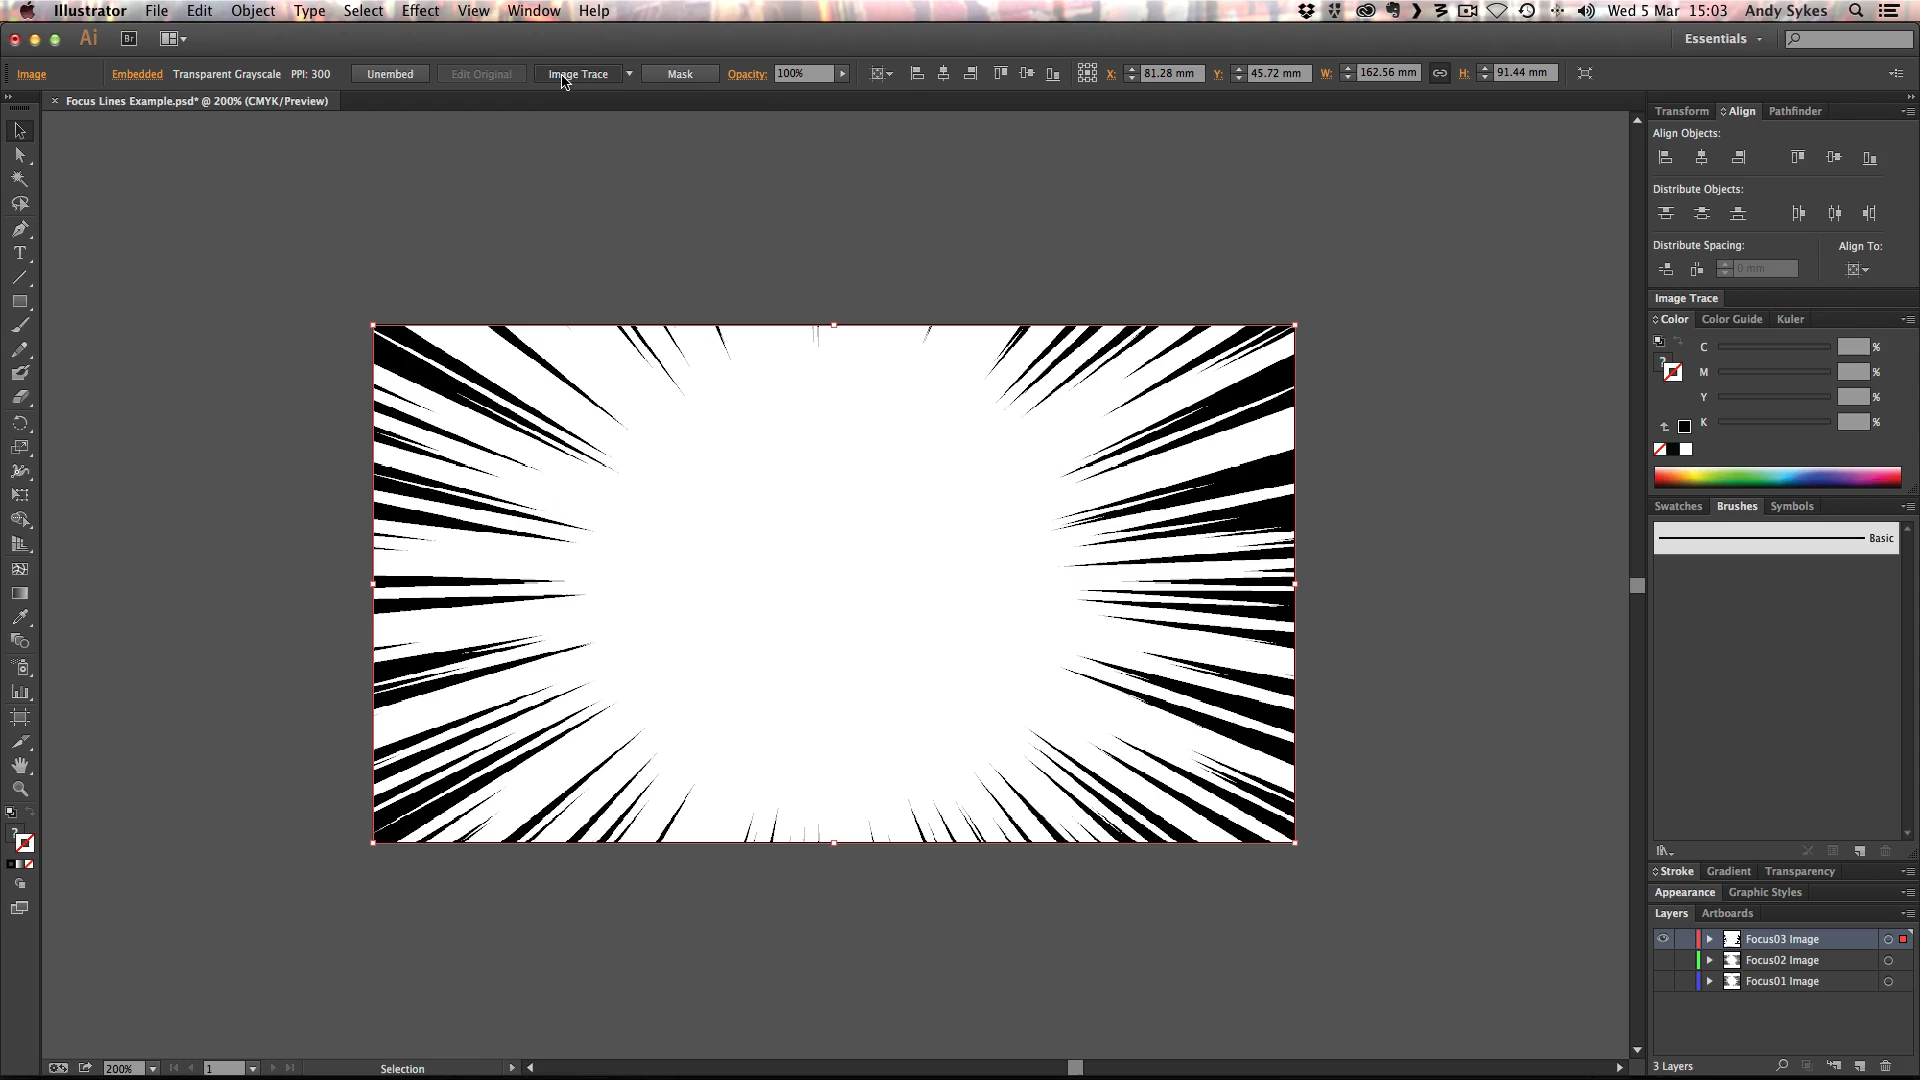 Illustrator File Edit Object Type Select Effect View Window Help
Wed 5 Mar 15:03 Andy Sykes
Ai Br
Essentials
Image Embedded Transparent Grayscale PPI: 300 Unembed Edit Original Image Trace Mask Opacity: 100% X: 81.28 mm Y: 45.72 mm W: 162.56 mm H: 91.44 mm
× Focus Lines Example.psd* @ 200% (CMYK/Preview)
Transform Align Pathfinder
Align Objects:
Distribute Objects:
Distribute Spacing: Align To:
0 mm
Image Trace
Color Color Guide Kuler
C %
M %
Y %
K %
Swatches Brushes Symbols
Basic
Stroke Gradient Transparency
Appearance Graphic Styles
Layers Artboards
Focus03 Image
Focus02 Image
Focus01 Image
3 Layers
200% 1 Selection